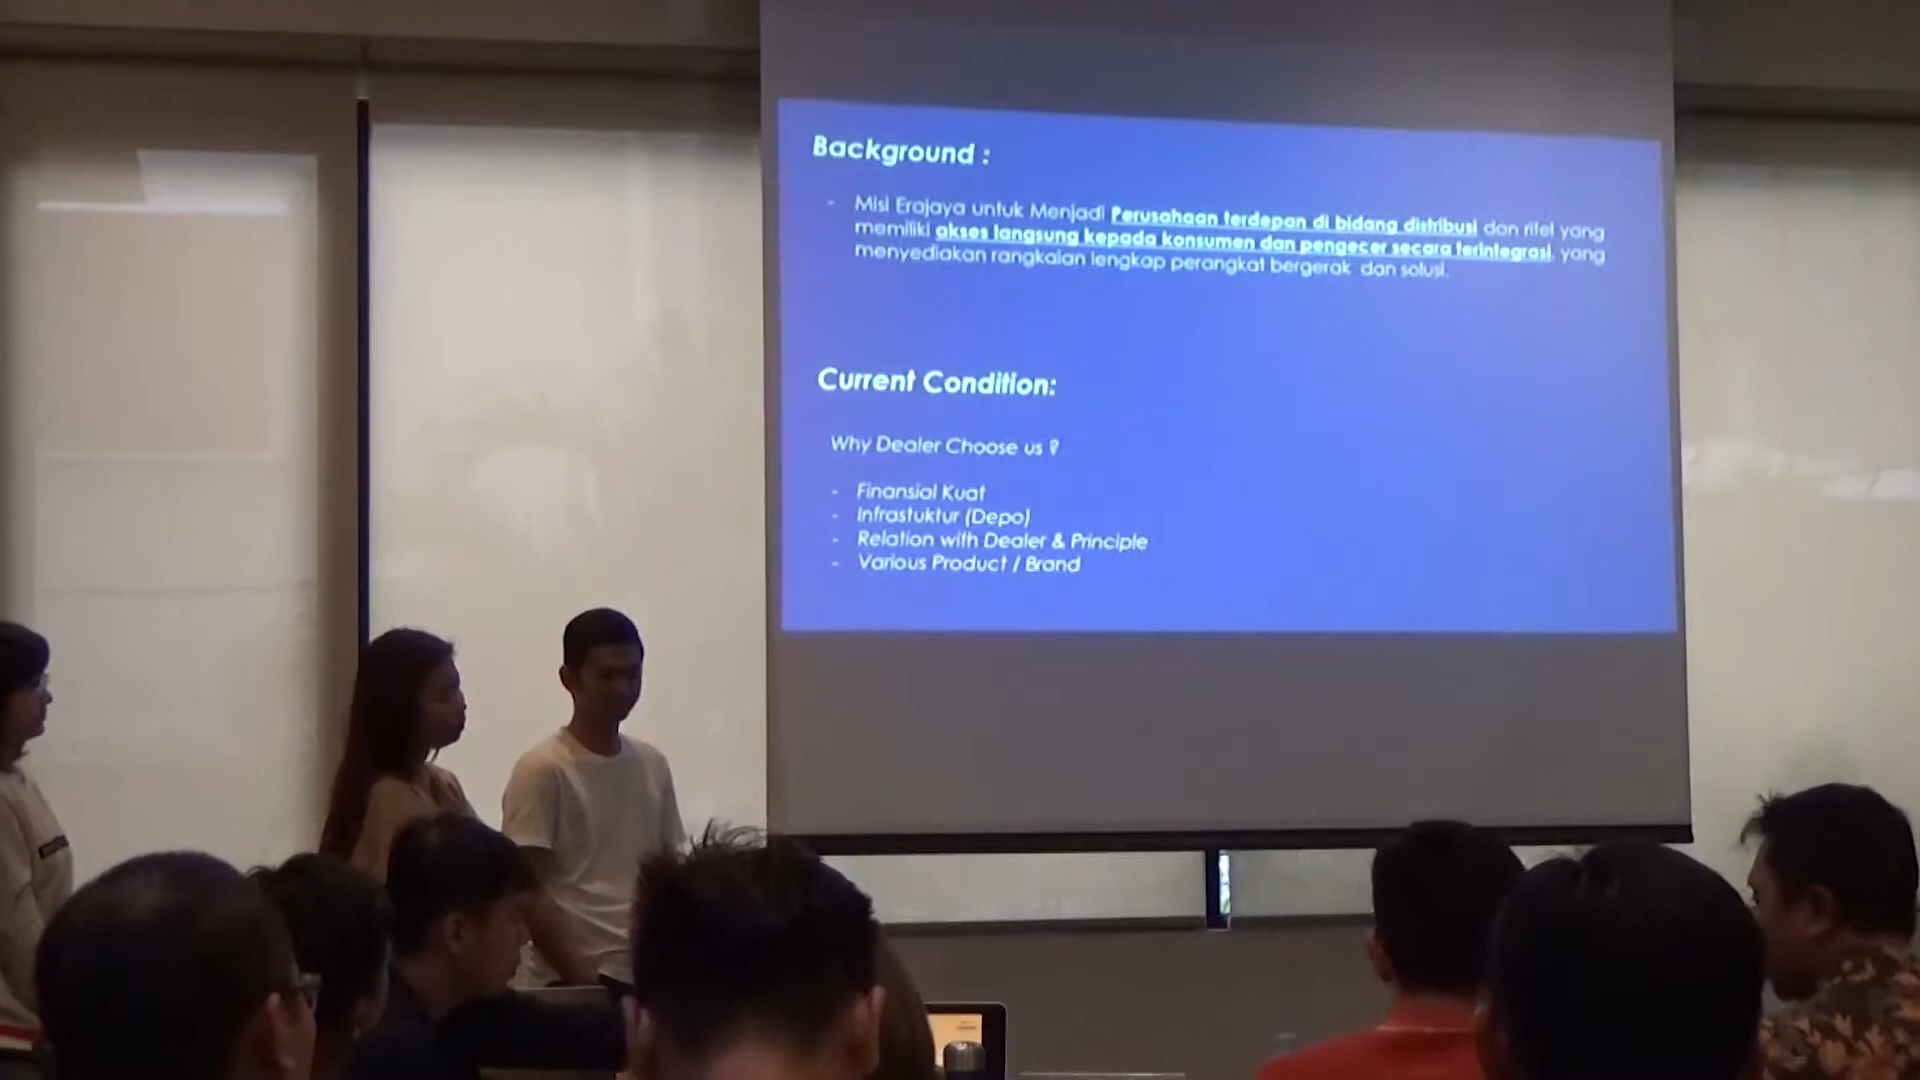 Background :
- Misi Erajaya untuk Menjadi Perusahaan terdepan di bidang distribusi dan ritel yang
memiliki akses langsung kepada konsumen dan pengecer secara terintegrasi, yang
menyediakan rangkaian lengkap perangkat bergerak dan solusi.
Current Condition:
Why Dealer Choose us ?
- Finansial Kuat
- Infrastuktur (Depo)
- Relation with Dealer & Principle
- Various Product / Brand